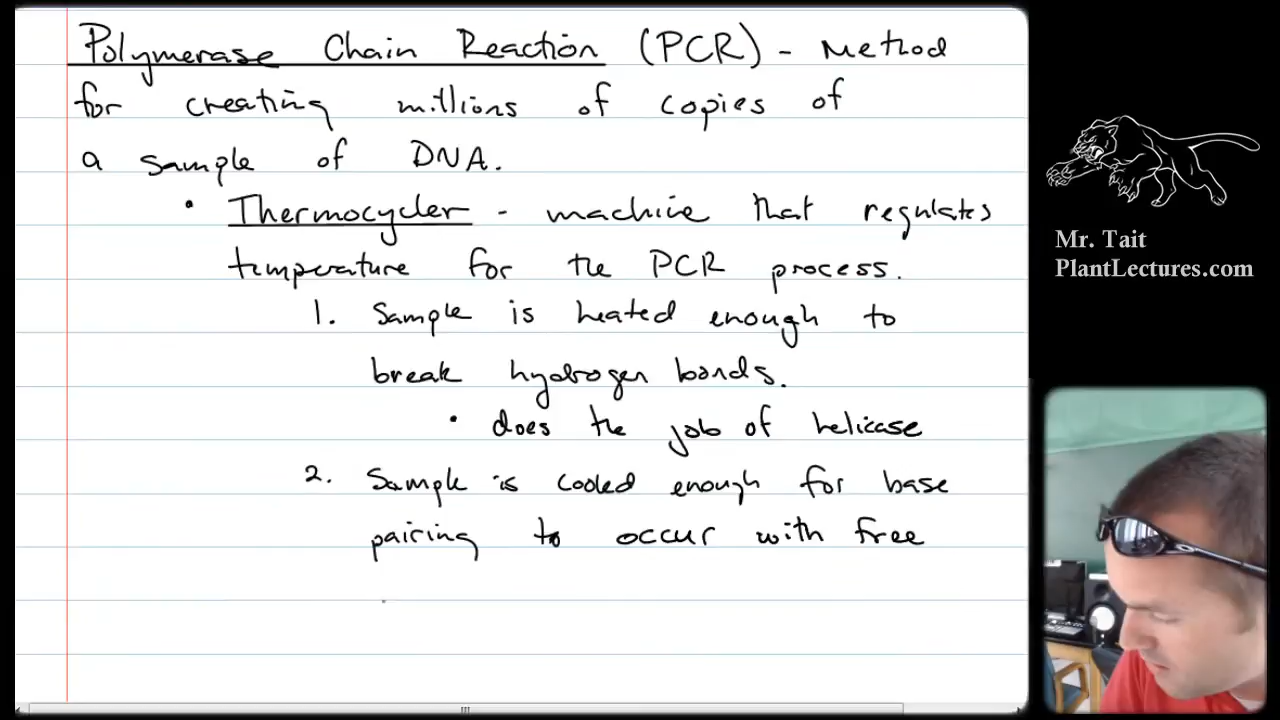 Polymerase Chain Reaction (PCR) - Method
for creating millions of copies of
a sample of DNA.
• Thermocycler - machine that regulates
temperature for the PCR process.
1. Sample is heated enough to
break hydrogen bonds.
• does the job of helicase
2. Sample is cooled enough for base
pairing to occur with free
Mr. Tait
PlantLectures.com